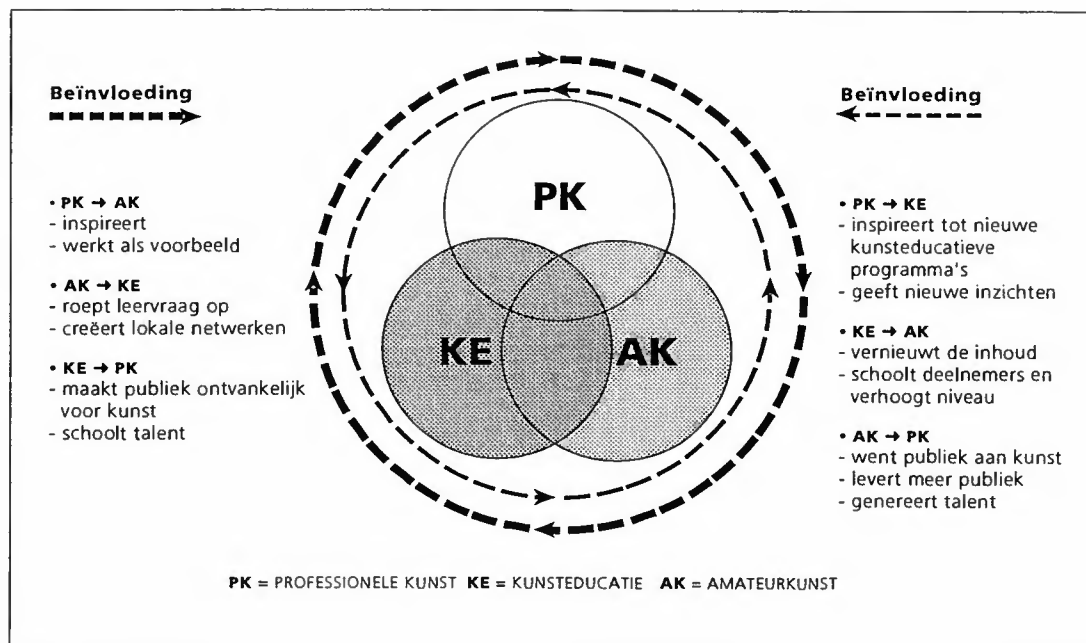 Beïnvloeding
• PK → AK
- inspireert
- werkt als voorbeeld
• AK → KE
- roept leervraag op
- creëert lokale netwerken
• KE → PK
- maakt publiek ontvankelijk
voor kunst
- schoolt talent
PK
KE
AK
Beïnvloeding
• PK → KE
- inspireert tot nieuwe
kunsteducatieve
programma's
- geeft nieuwe inzichten
• KE → AK
- vernieuwt de inhoud
- schoolt deelnemers en
verhoogt niveau
• AK → PK
- went publiek aan kunst
- levert meer publiek
- genereert talent
PK = PROFESSIONELE KUNST KE = KUNSTEDUCATIE AK = AMATEURKUNST